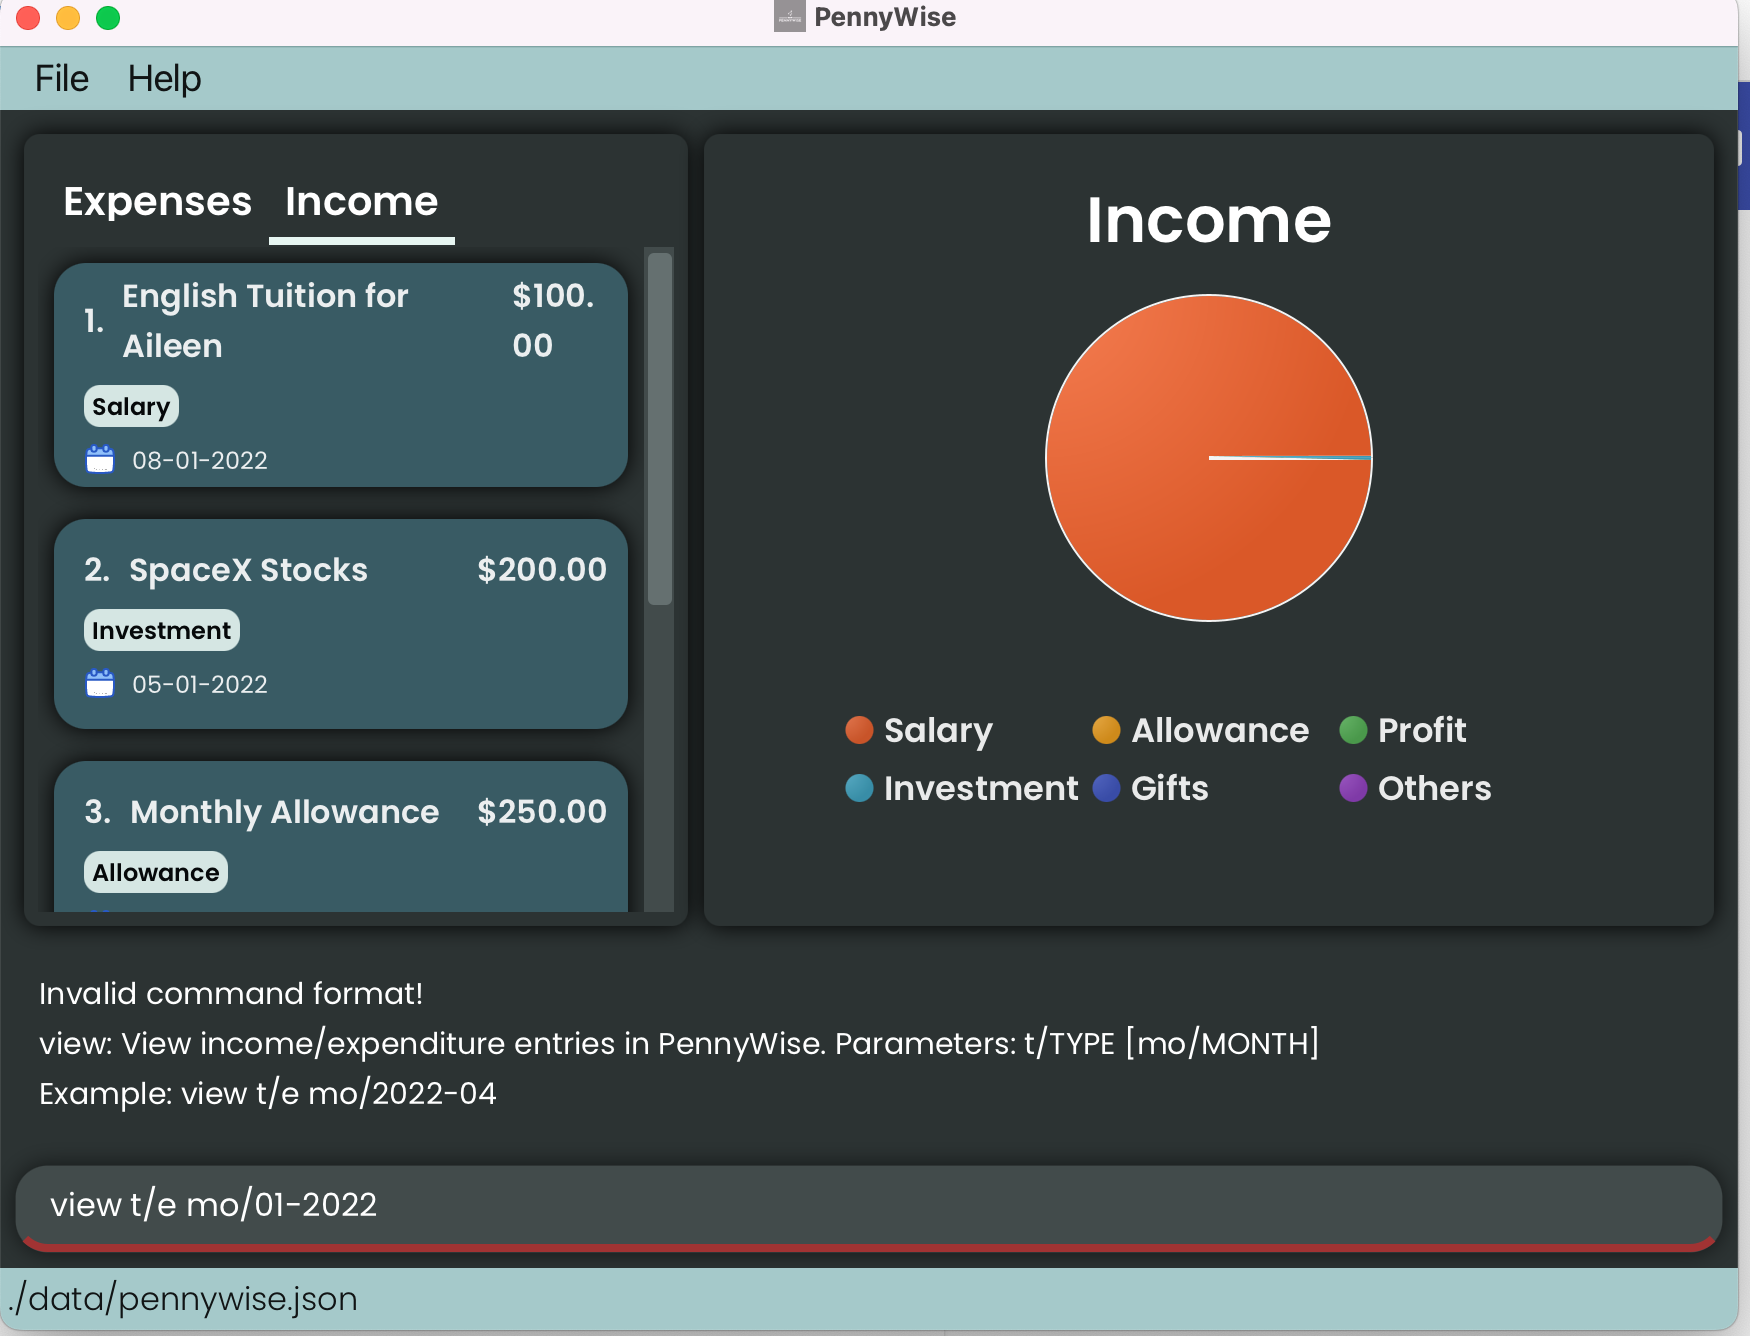 PennyWise
File Help
Expenses Income
1. English Tuition for Aileen $100.00
Salary
08-01-2022
2. SpaceX Stocks $200.00
Investment
05-01-2022
3. Monthly Allowance $250.00
Allowance
Income
Salary Allowance Profit
Investment Gifts Others
Invalid command format!
view: View income/expenditure entries in PennyWise. Parameters: t/TYPE [mo/MONTH]
Example: view t/e mo/2022-04
view t/e mo/01-2022
./data/pennywise.json